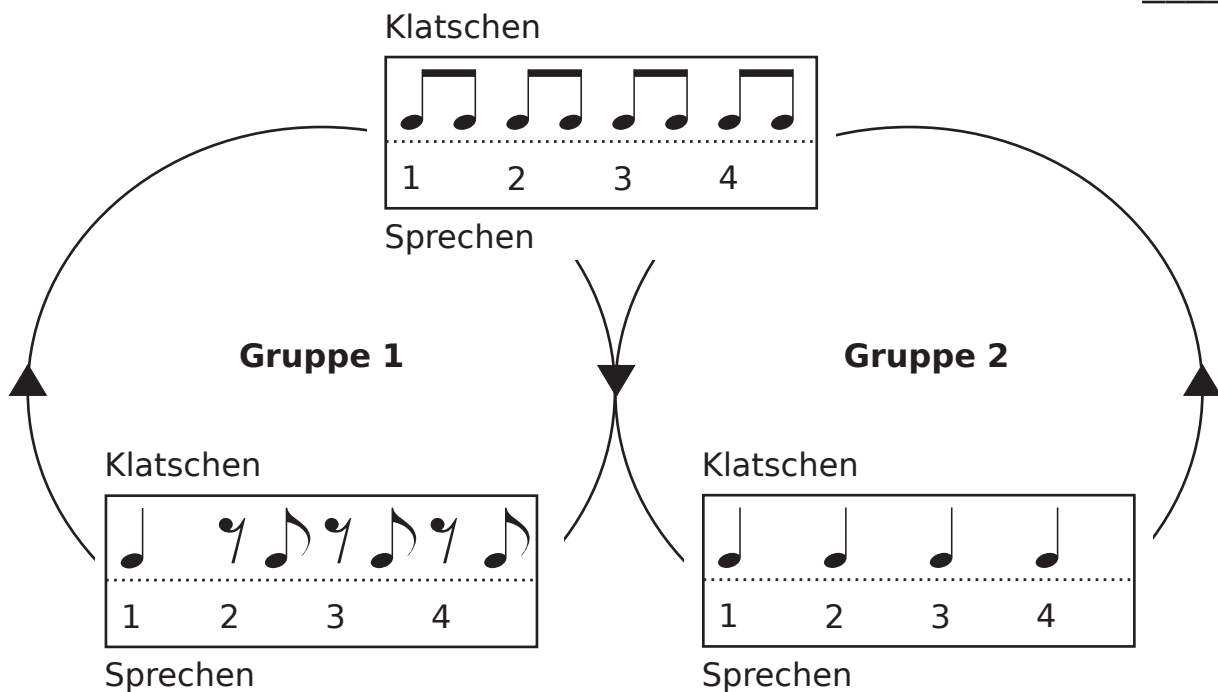 Klatschen
1 2 3 4
Sprechen
Gruppe 1
Gruppe 2
Klatschen
1 2 3 4
Sprechen
Klatschen
1 2 3 4
Sprechen